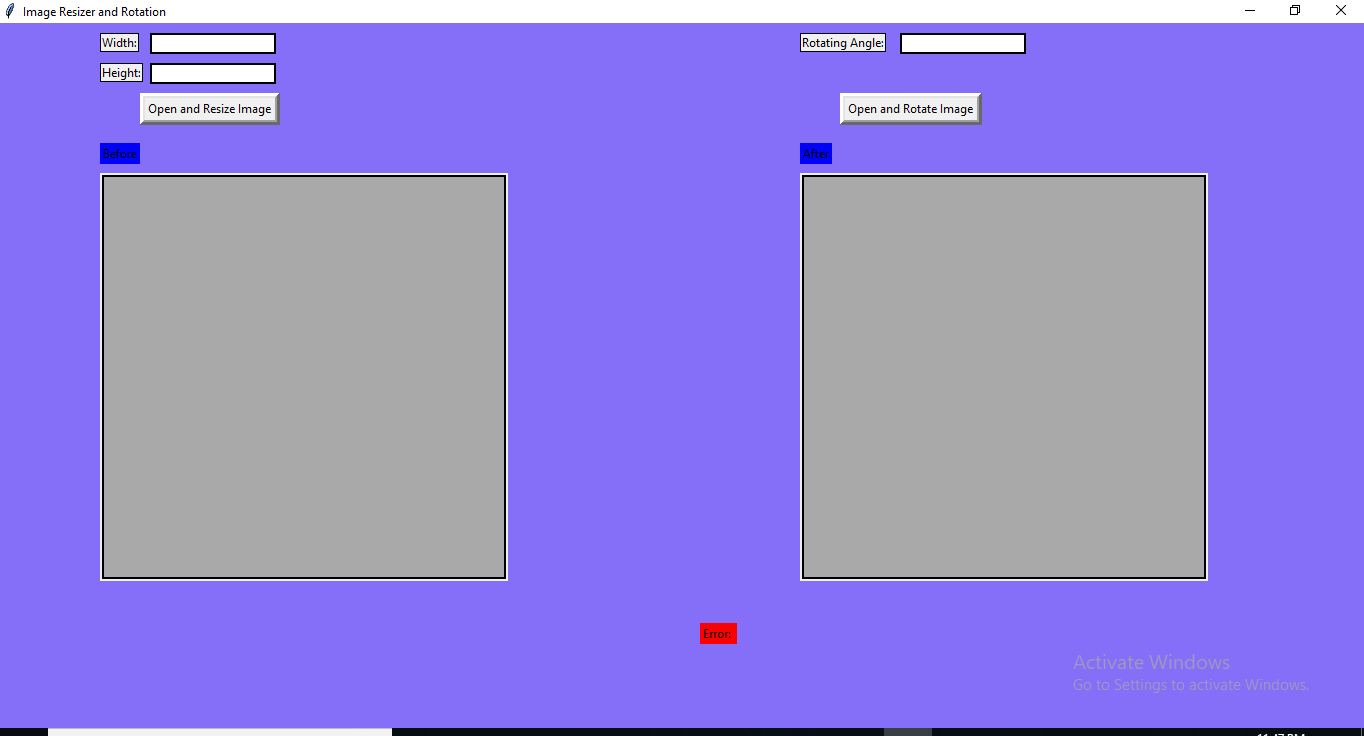 Image Resizer and Rotation
Width:
Rotating Angle:
Height:
Open and Resize Image
Open and Rotate Image
Before
After
Error:
Activate Windows
Go to Settings to activate Windows.